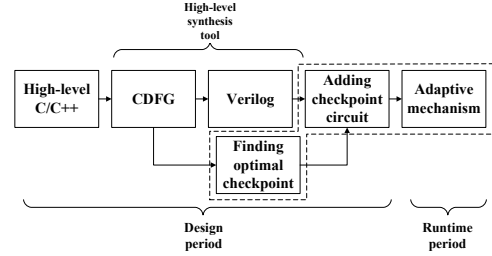 High-level
synthesis
tool
High-level
C/C++
CDFG
Verilog
Adding
checkpoint
circuit
Adaptive
mechanism
Finding
optimal
checkpoint
Design
period
Runtime
period